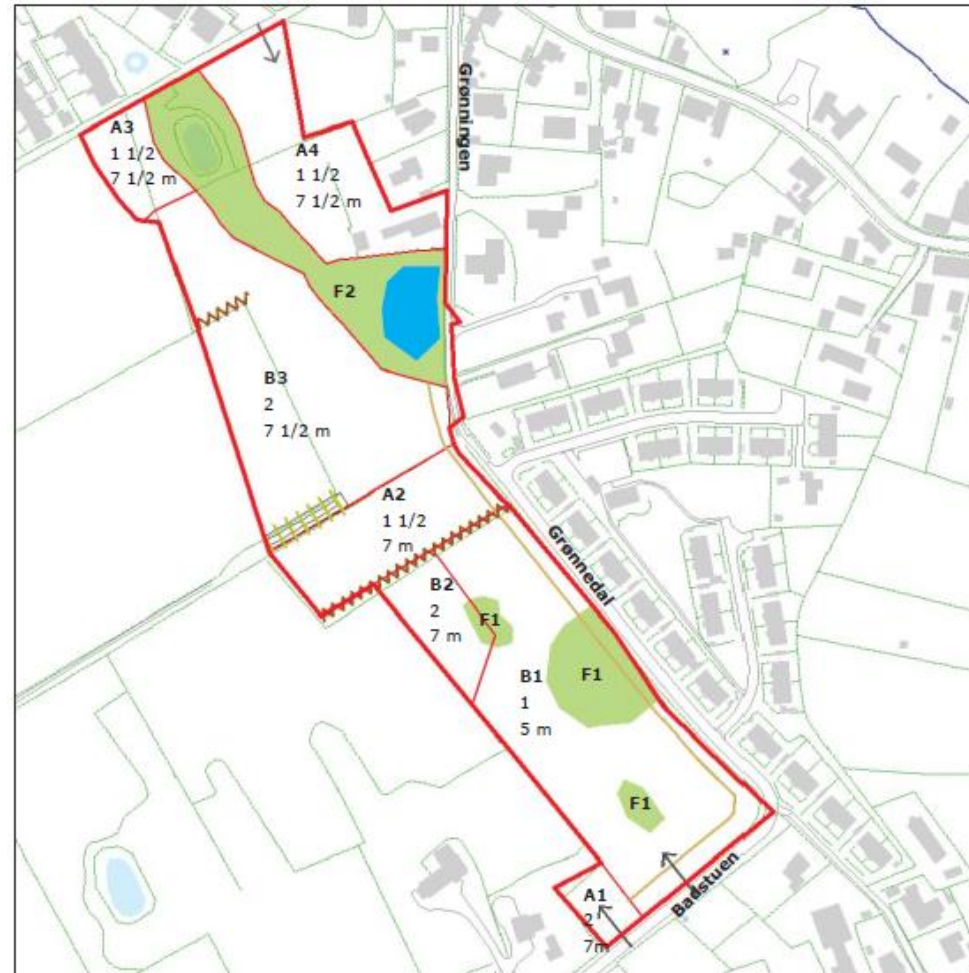 Grønningen
A3
1 1/2
7 1/2 m
A4
1 1/2
7 1/2 m
F2
B3
2
7 1/2 m
A2
1 1/2
7 m
Grønnedal
B2
2
7 m
F1
B1
1
5 m
F1
F1
A1
2
7m
Badstuen